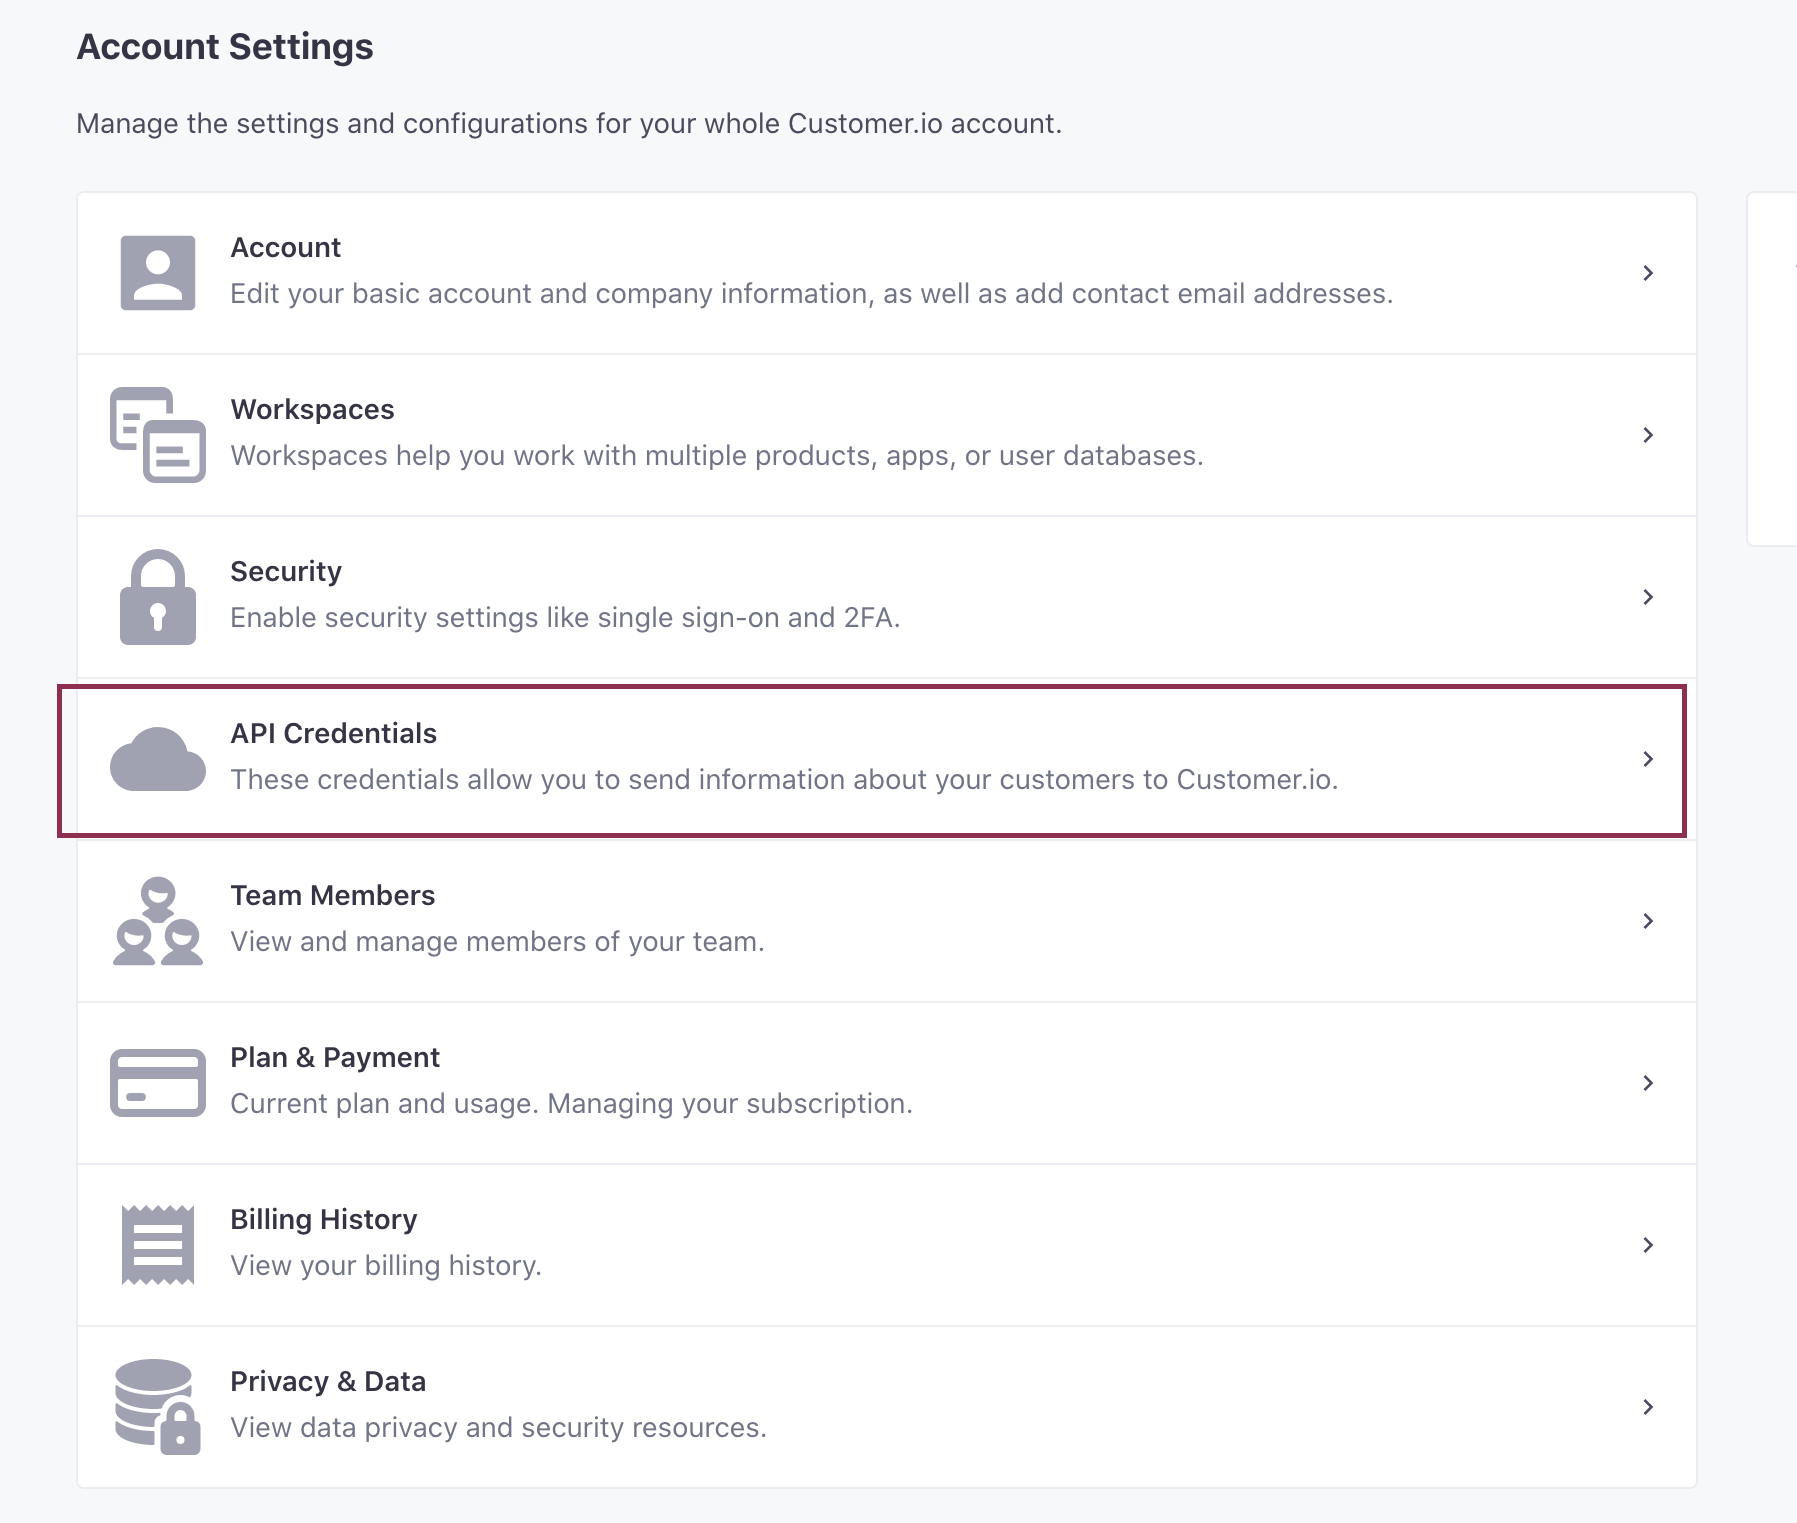 Account Settings
Manage the settings and configurations for your whole Customer.io account.
Account
Edit your basic account and company information, as well as add contact email addresses.
Workspaces
Workspaces help you work with multiple products, apps, or user databases.
Security
Enable security settings like single sign-on and 2FA.
API Credentials
These credentials allow you to send information about your customers to Customer.io.
Team Members
View and manage members of your team.
Plan & Payment
Current plan and usage. Managing your subscription.
Billing History
View your billing history.
Privacy & Data
View data privacy and security resources.